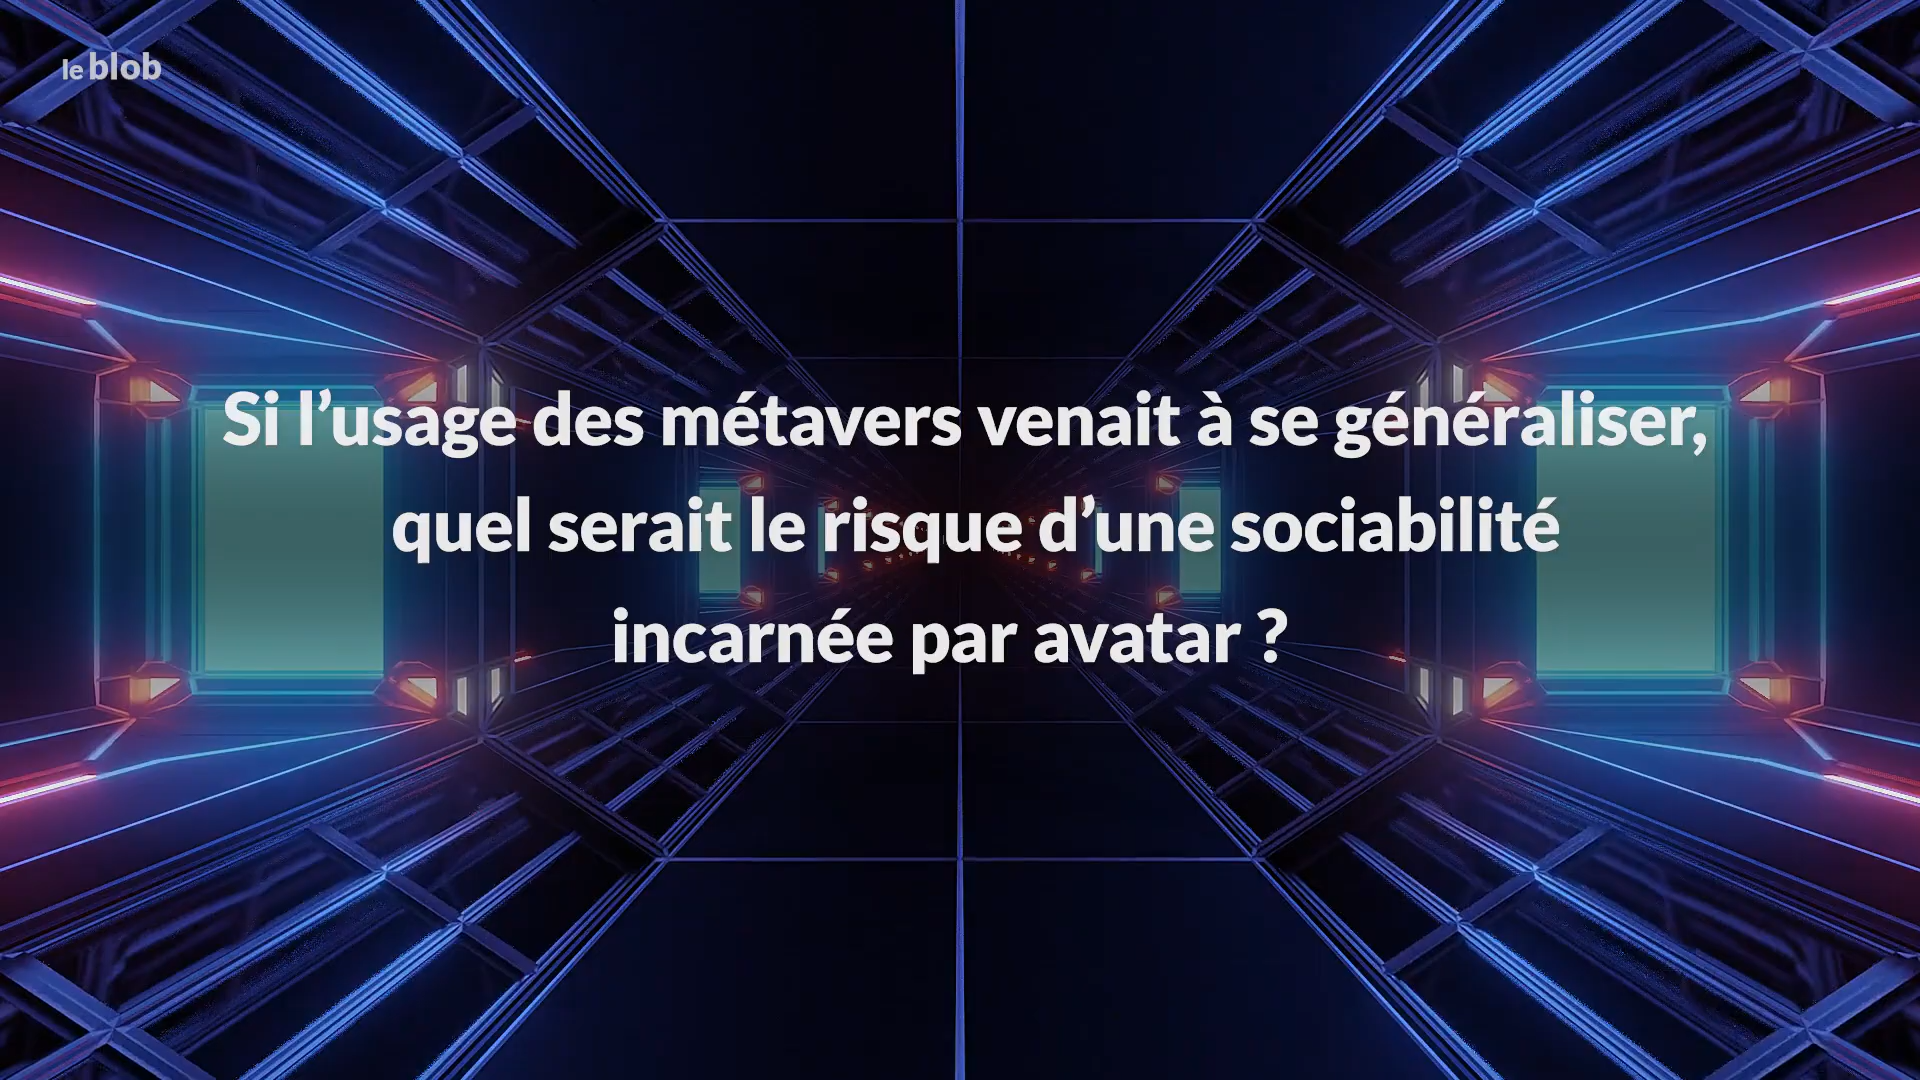 le blob
Si l’usage des métavers venait à se généraliser,
quel serait le risque d’une sociabilité
incarnée par avatar ?